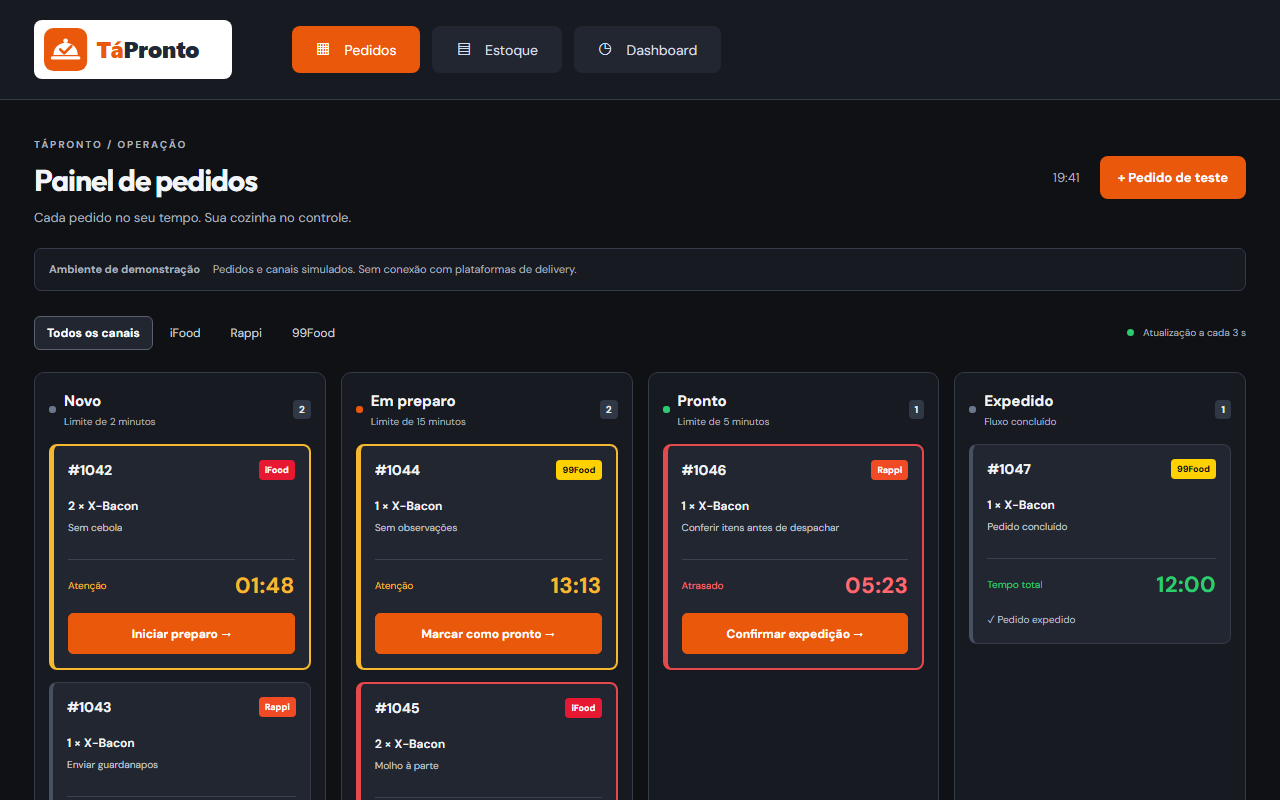 TáPronto
Pedidos
Estoque
Dashboard
TÁPRONTO / OPERAÇÃO
Painel de pedidos
Cada pedido no seu tempo. Sua cozinha no controle.
19:41
+ Pedido de teste
Ambiente de demonstração Pedidos e canais simulados. Sem conexão com plataformas de delivery.
Todos os canais
iFood
Rappi
99Food
Atualização a cada 3 s
Novo
Limite de 2 minutos
2
#1042
iFood
2 × X-Bacon
Sem cebola
Atenção
01:48
Iniciar preparo →
#1043
Rappi
1 × X-Bacon
Enviar guardanapos
Em preparo
Limite de 15 minutos
2
#1044
99Food
1 × X-Bacon
Sem observações
Atenção
13:13
Marcar como pronto →
#1045
iFood
2 × X-Bacon
Molho à parte
Pronto
Limite de 5 minutos
1
#1046
Rappi
1 × X-Bacon
Conferir itens antes de despachar
Atrasado
05:23
Confirmar expedição →
Expedido
Fluxo concluído
1
#1047
99Food
1 × X-Bacon
Pedido concluído
Tempo total
12:00
✓ Pedido expedido